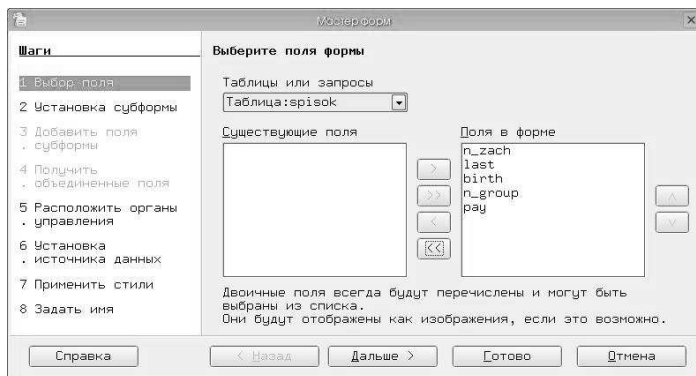 Мастер форм
Шаги
1 Выбор поля
2 Установка субформы
3 Добавить поля
. субформы
4 Получить
. объединенные поля
5 Расположить органы
. управления
6 Установка
. источника данных
7 Применить стили
8 Задать имя
Выберите поля формы
Таблицы или запросы
Таблица:spisok
Существующие поля
>
>>
<
<<
Поля в форме
n_zach
last
birth
n_group
pay
Двоичные поля всегда будут перечислены и могут быть
выбраны из списка.
Они будут отображены как изображения, если это возможно.
Справка
< Назад
Дальше >
Готово
Отмена